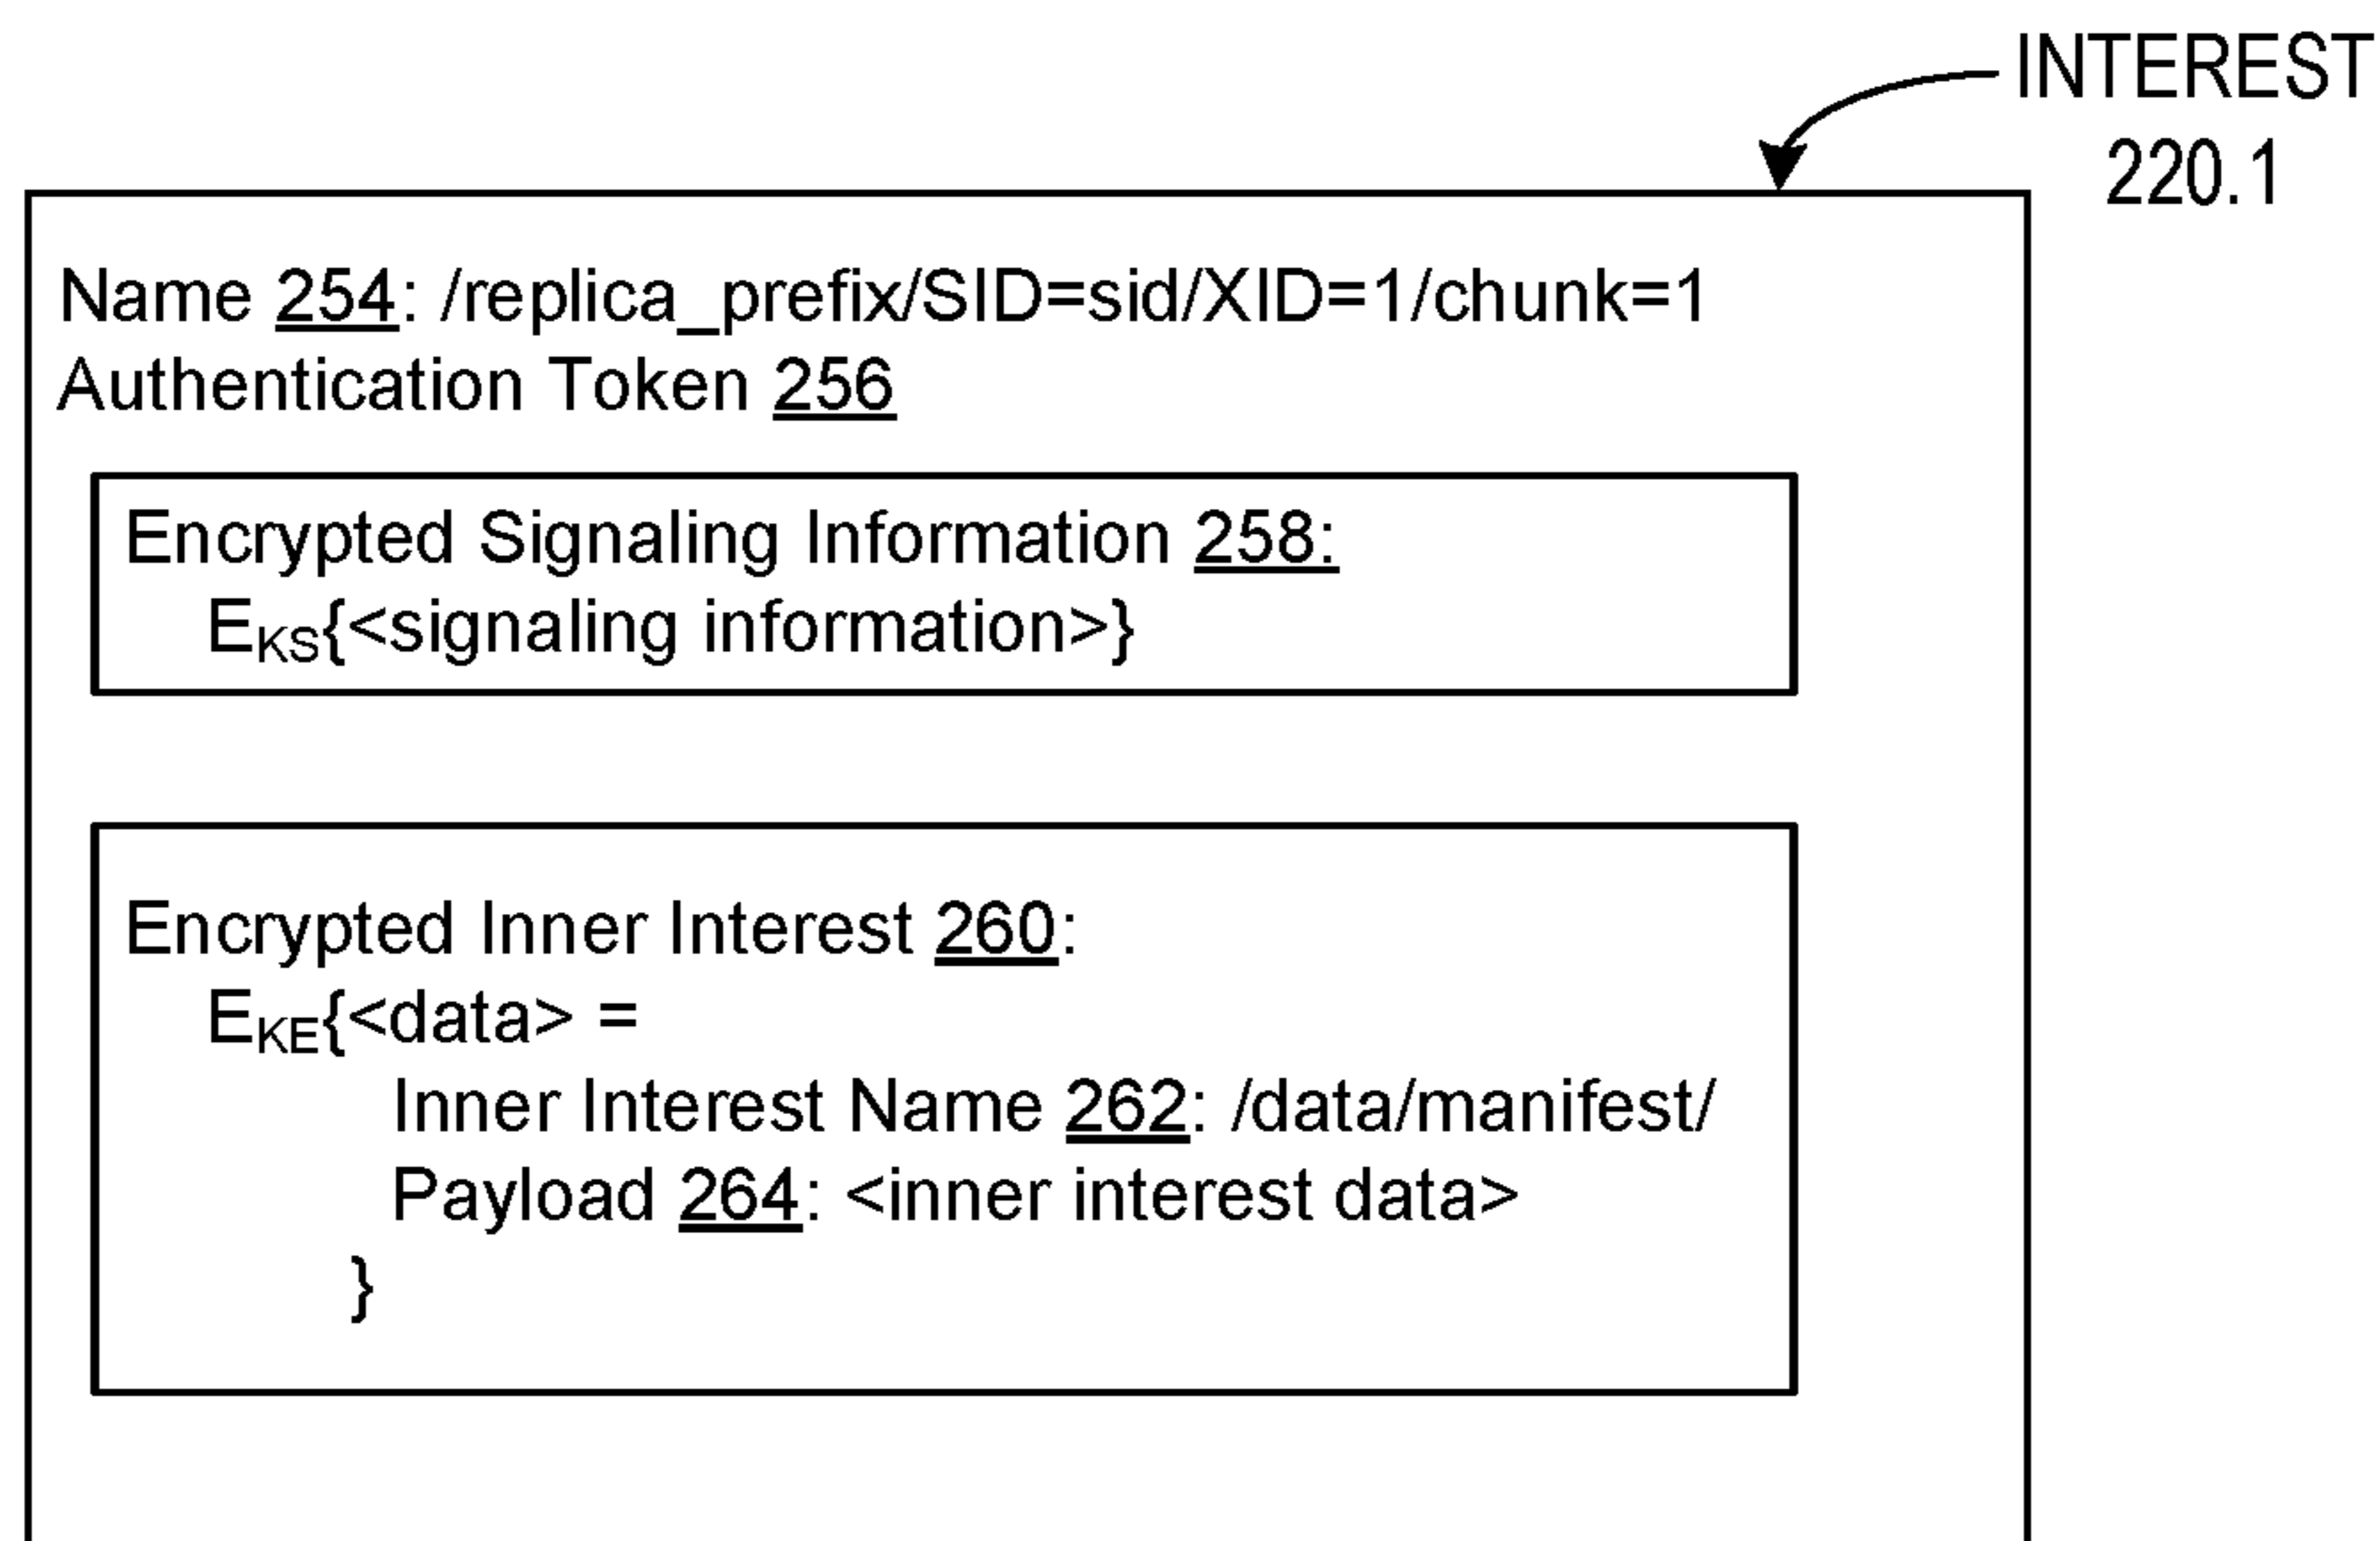 INTEREST
220.1
Name 254: /replica_prefix/SID=sid/XID=1/chunk=1
Authentication Token 256
Encrypted Signaling Information 258:
EKS{<signaling information>}
Encrypted Inner Interest 260:
EKE{<data> =
Inner Interest Name 262: /data/manifest/
Payload 264: <inner interest data>
}